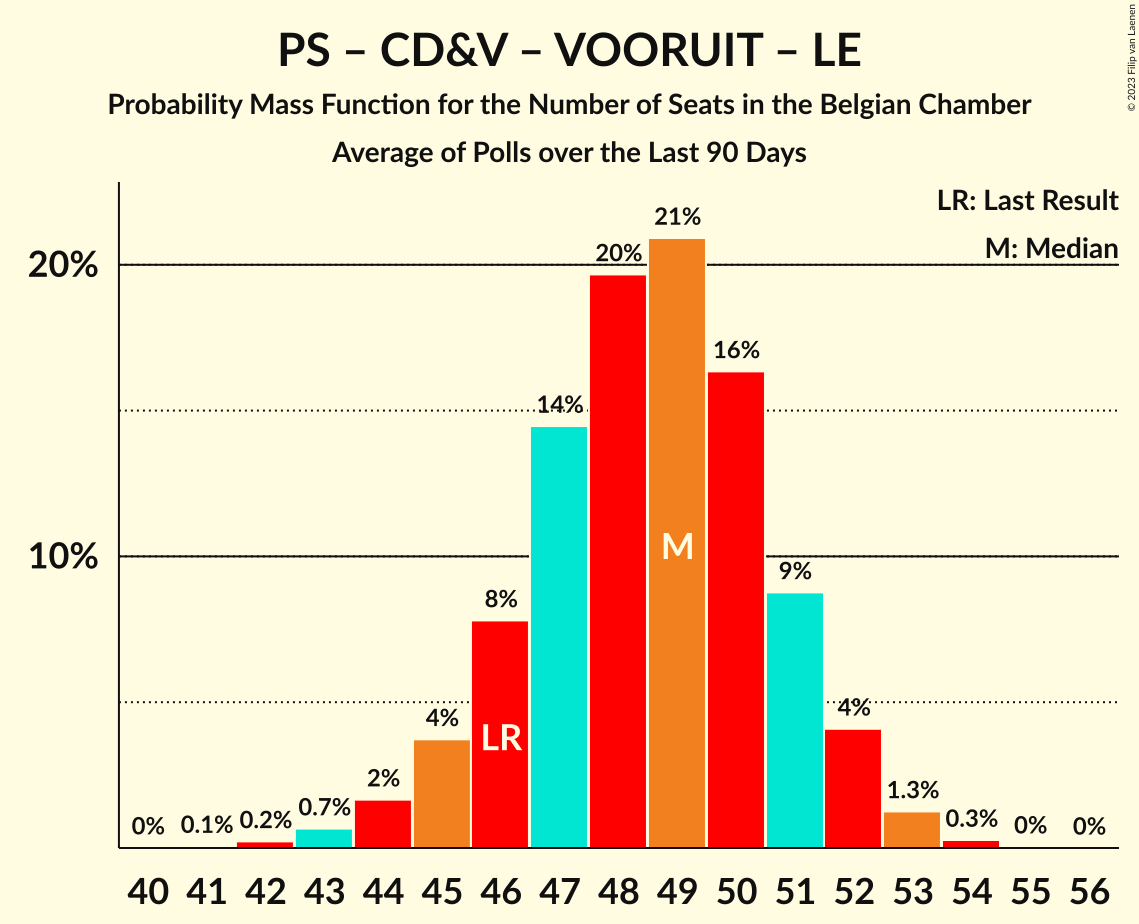 PS – CD&V – VOORUIT – LE
Probability Mass Function for the Number of Seats in the Belgian Chamber
Average of Polls over the Last 90 Days
© 2023 Filip van Laenen
LR: Last Result
M: Median
20%
10%
0%
0.1%
0.2%
0.7%
2%
4%
8%
14%
20%
21%
16%
9%
4%
1.3%
0.3%
0%
0%
LR
M
40 41 42 43 44 45 46 47 48 49 50 51 52 53 54 55 56